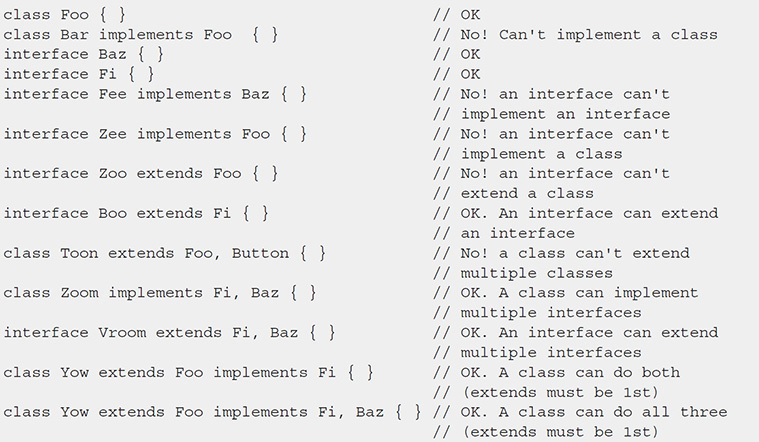 class Foo { } // OK
class Bar implements Foo { } // No! Can't implement a class
interface Baz { } // OK
interface Fi { } // OK
interface Fee implements Baz { } // No! an interface can't
// implement an interface
interface Zee implements Foo { } // No! an interface can't
// implement a class
interface Zoo extends Foo { } // No! an interface can't
// extend a class
interface Boo extends Fi { } // OK. An interface can extend
// an interface
class Toon extends Foo, Button { } // No! a class can't extend
// multiple classes
class Zoom implements Fi, Baz { } // OK. A class can implement
// multiple interfaces
interface Vroom extends Fi, Baz { } // OK. An interface can extend
// multiple interfaces
class Yow extends Foo implements Fi { } // OK. A class can do both
// (extends must be 1st)
class Yow extends Foo implements Fi, Baz { } // OK. A class can do all three
// (extends must be 1st)